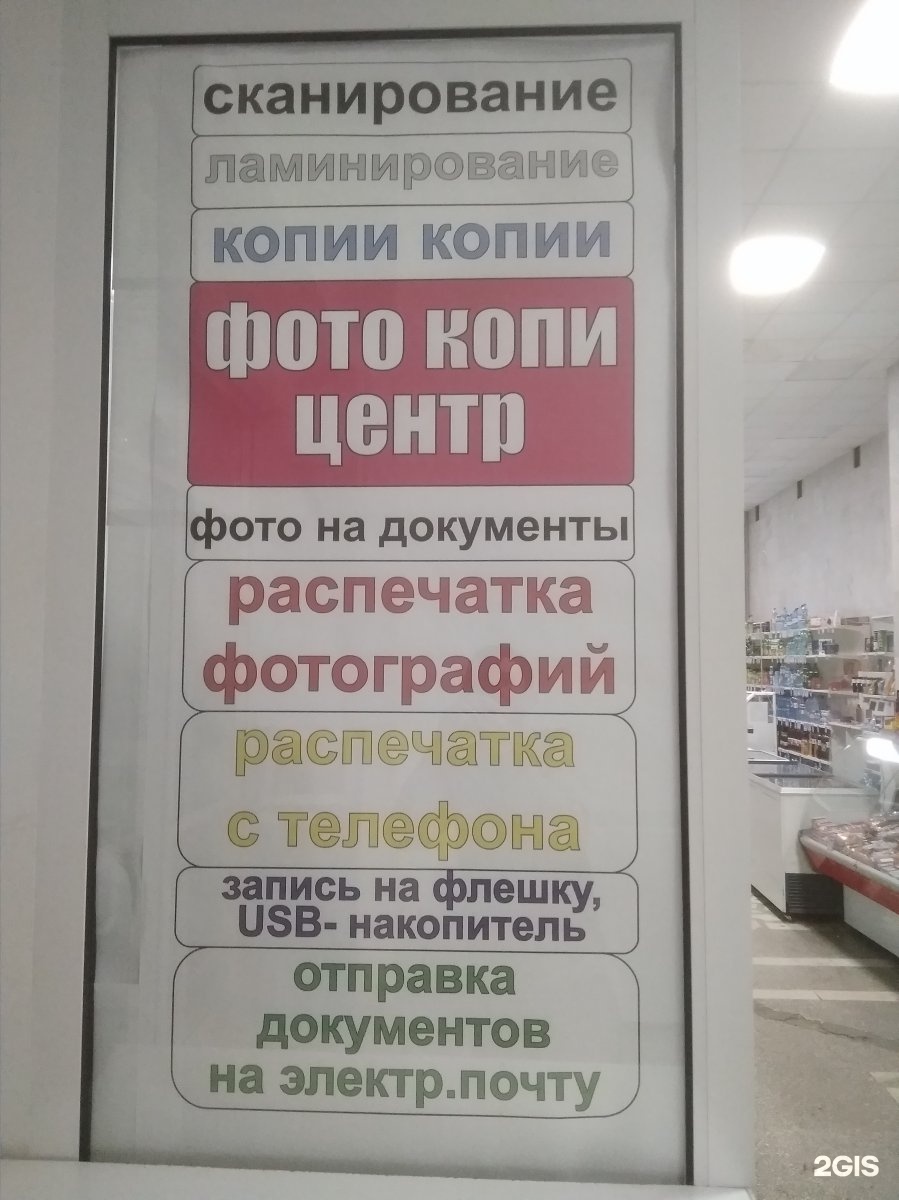 сканирование
ламинирование
копии копии
фото копи
центр
фото на документы
распечатка
фотографий
распечатка
с телефона
запись на флешку,
USB- накопитель
отправка
документов
на электр.почту
2GIS